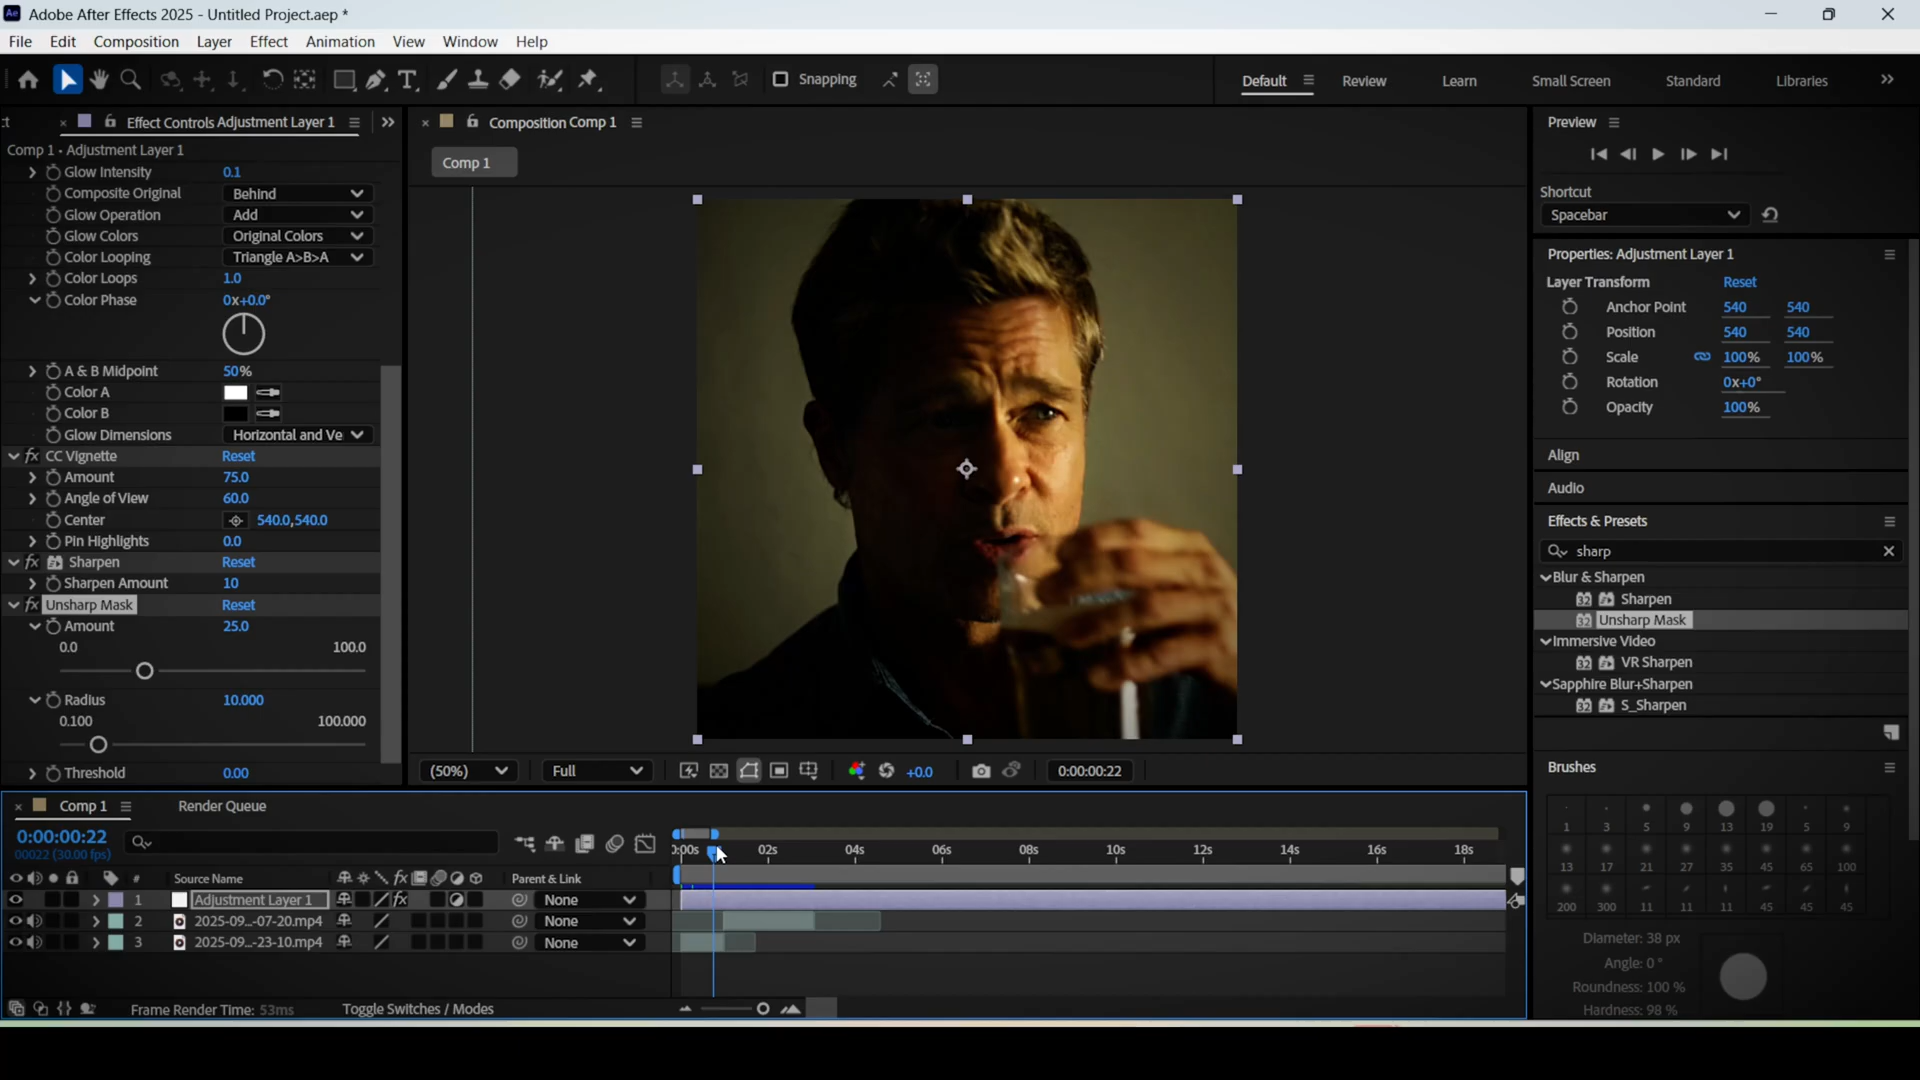 Adobe After Effects 2025 - Untitled Project.aep *
File Edit Composition Layer Effect Animation View Window Help
Snapping
Default Review Learn Small Screen Standard Libraries
Effect Controls Adjustment Layer 1
Comp 1 • Adjustment Layer 1
Glow Intensity 0.1
Composite Original Behind
Glow Operation Add
Glow Colors Original Colors
Color Looping Triangle A>B>A
Color Loops 1.0
Color Phase 0x+0.0°
A & B Midpoint 50%
Color A
Color B
Glow Dimensions Horizontal and Ve
CC Vignette Reset
Amount 75.0
Angle of View 60.0
Center 540.0,540.0
Pin Highlights 0.0
Sharpen Reset
Sharpen Amount 10
Unsharp Mask Reset
Amount 25.0
0.0 100.0
Radius 10.000
0.100 100.000
Threshold 0.00
Composition Comp 1
Comp 1
(50%) Full +0.0 0:00:00:22
Preview
Shortcut
Spacebar
Properties: Adjustment Layer 1
Layer Transform Reset
Anchor Point 540 540
Position 540 540
Scale 100% 100%
Rotation 0x+0°
Opacity 100%
Align
Audio
Effects & Presets
sharp
Blur & Sharpen
32 Sharpen
32 Unsharp Mask
Immersive Video
32 VR Sharpen
Sapphire Blur+Sharpen
32 S_Sharpen
Brushes
1 3 5 9 13 19 5 9
13 17 21 27 35 45 65 100
200 300 11 11 11 45 45 45
Diameter: 38 px
Angle: 0 °
Roundness: 100 %
Hardness: 98 %
Comp 1 Render Queue
0:00:00:22
00022 (30.00 fps)
0:00s 02s 04s 06s 08s 10s 12s 14s 16s 18s
# Source Name fx Parent & Link
1 Adjustment Layer 1 fx None
2 2025-09...-07-20.mp4 None
3 2025-09...-23-10.mp4 None
Frame Render Time: 53ms Toggle Switches / Modes